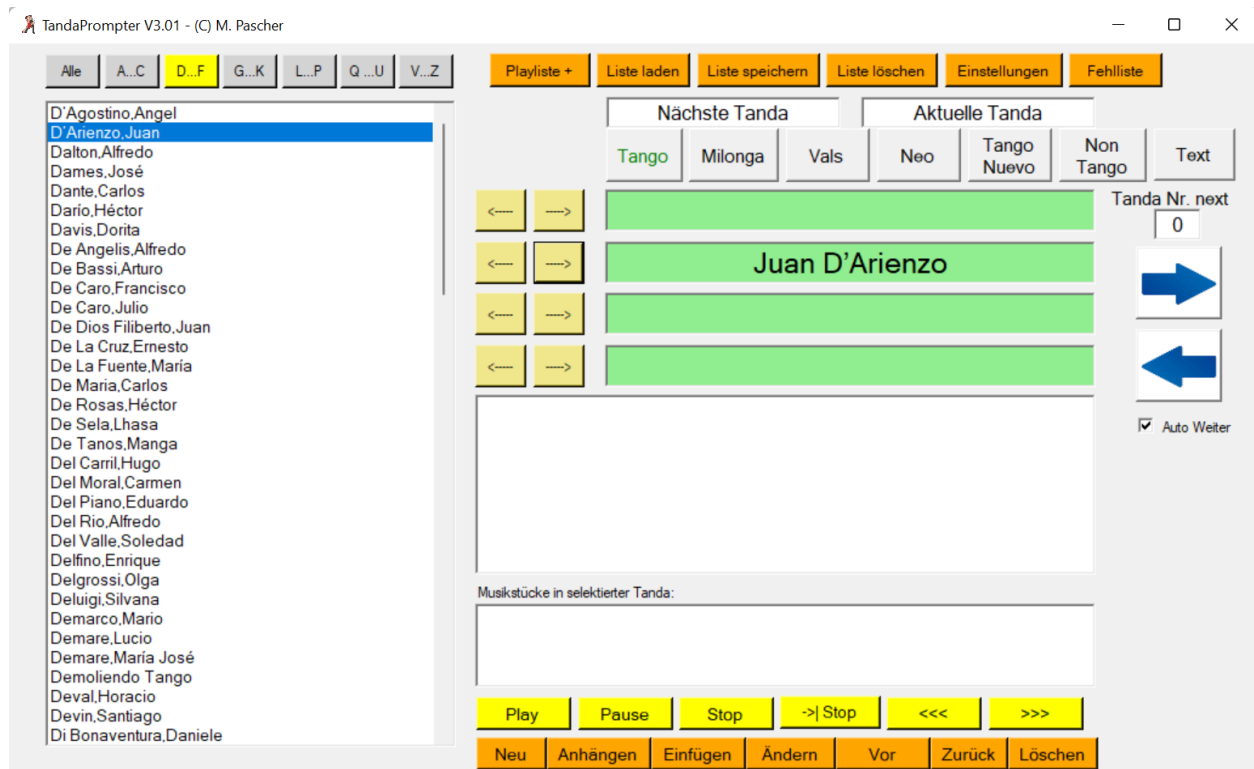 TandaPrompter V3.01 - (C) M. Pascher
Alle A...C D...F G...K L...P Q ...U V...Z
Playliste + Liste laden Liste speichern Liste löschen Einstellungen Fehlliste
D’Agostino,Angel
D’Arienzo,Juan
Dalton,Alfredo
Dames,José
Dante,Carlos
Darío,Héctor
Davis,Dorita
De Angelis,Alfredo
De Bassi,Arturo
De Caro,Francisco
De Caro,Julio
De Dios Filiberto,Juan
De La Cruz,Ernesto
De La Fuente,María
De Maria,Carlos
De Rosas,Héctor
De Sela,Lhasa
De Tanos,Manga
Del Carril,Hugo
Del Moral,Carmen
Del Piano,Eduardo
Del Rio,Alfredo
Del Valle,Soledad
Delfino,Enrique
Delgrossi,Olga
Deluigi,Silvana
Demarco,Mario
Demare,Lucio
Demare,María José
Demoliendo Tango
Deval,Horacio
Devin,Santiago
Di Bonaventura,Daniele
Nächste Tanda Aktuelle Tanda
Tango Milonga Vals Neo Tango Nuevo Non Tango Text
<----- ----->
Tanda Nr. next
0
<----- -----> Juan D’Arienzo
<----- ----->
<----- ----->
Auto Weiter
Musikstücke in selektierter Tanda:
Play Pause Stop ->| Stop <<< >>>
Neu Anhängen Einfügen Ändern Vor Zurück Löschen